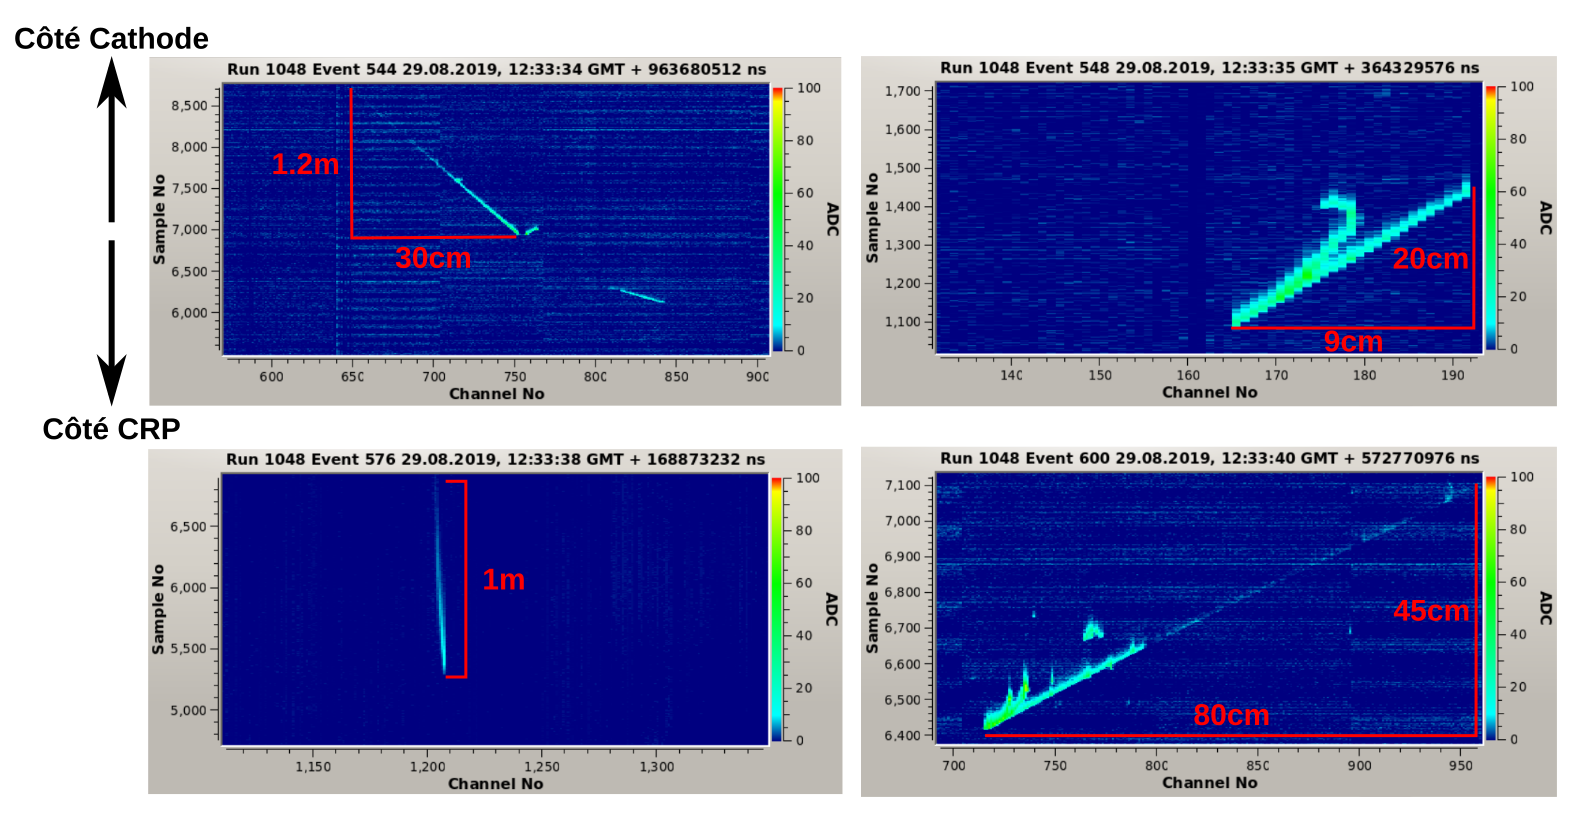 Côté Cathode
Run 1048 Event 544 29.08.2019, 12:33:34 GMT + 963680512 ns
8,500
8,000
7,500
7,000
6,500
6,000
Sample No
1.2m
30cm
600
650
700
750
800
850
900
Channel No
100
80
60
40
20
0
ADC
Run 1048 Event 548 29.08.2019, 12:33:35 GMT + 364329576 ns
1,700
1,600
1,500
1,400
1,300
1,200
1,100
Sample No
20cm
9cm
140
150
160
170
180
190
Channel No
100
80
60
40
20
0
ADC
Côté CRP
Run 1048 Event 576 29.08.2019, 12:33:38 GMT + 168873232 ns
6,500
6,000
5,500
5,000
Sample No
1m
1,150
1,200
1,250
1,300
Channel No
100
80
60
40
20
0
ADC
Run 1048 Event 600 29.08.2019, 12:33:40 GMT + 572770976 ns
7,100
7,000
6,900
6,800
6,700
6,600
6,500
6,400
Sample No
45cm
80cm
700
750
800
850
900
950
Channel No
100
80
60
40
20
0
ADC